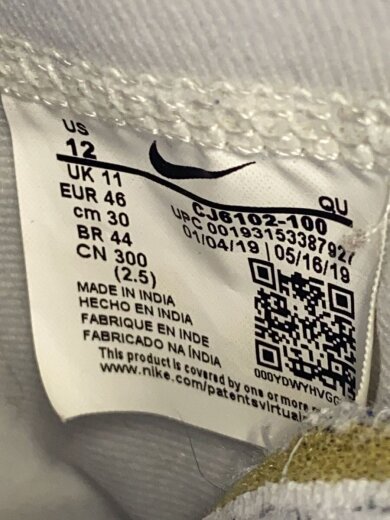 US
12
UK 11
EUR 46
cm 30
BR 44
CN 300
(2.5)
QU
CJ6102-100
UPC 00193153387927
01/04/19 | 05/16/19
MADE IN INDIA
HECHO EN INDIA
FABRIQUE EN INDE
FABRICADO NA ÍNDIA
This product is covered by one or more
www.nike.com/patents